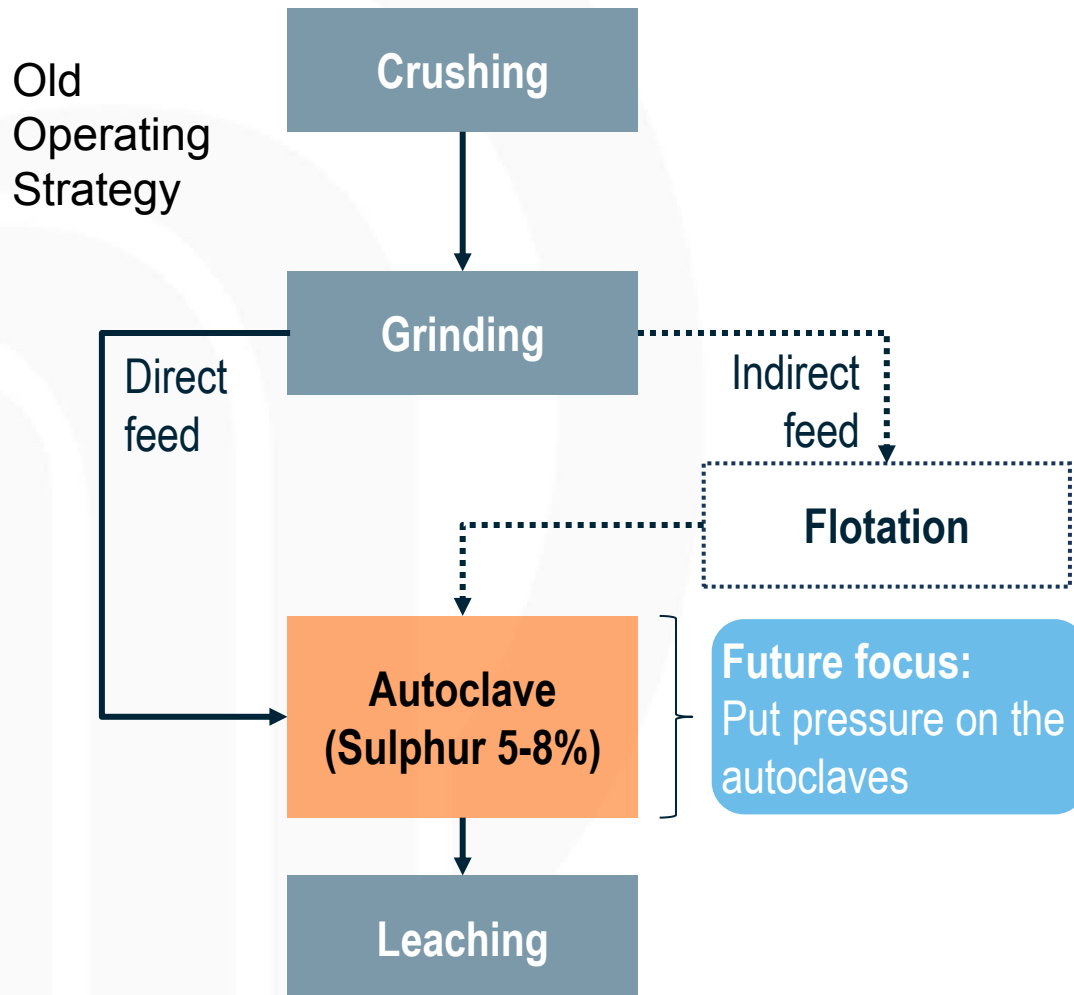 Old
Operating
Strategy
Crushing
Grinding
Direct
feed
Indirect
feed
Flotation
Autoclave
(Sulphur 5-8%)
Future focus:
Put pressure on the
autoclaves
Leaching